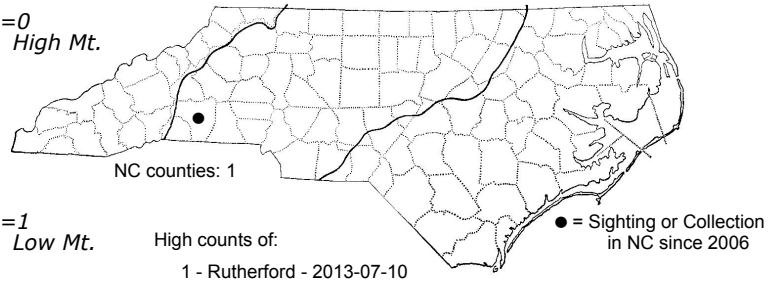 =0
High Mt.
NC counties: 1
=1
Low Mt.
High counts of:
1 - Rutherford - 2013-07-10
● = Sighting or Collection
in NC since 2006